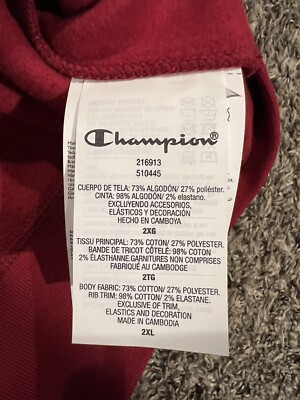 Champion®
216913
510445
CUERPO DE TELA: 73% ALGODÓN/ 27% poliéster.
CINTA: 98% ALGODÓN/ 2% elastano.
EXCLUYENDO ACCESORIOS,
ELÁSTICOS Y DECORACIÓN
HECHO EN CAMBOYA
2XG
TISSU PRINCIPAL: 73% COTON/ 27% POLYESTER.
BANDE DE TRICOT CÔTELÉ: 98% COTON
2% ÉLASTHANNE.GARNITURES NON COMPRISES
FABRIQUÉ AU CAMBODGE
2TG
BODY FABRIC: 73% COTTON/ 27% POLYESTER
RIB TRIM: 98% COTTON/ 2% ELASTANE.
EXCLUSIVE OF TRIM,
ELASTICS AND DECORATION
MADE IN CAMBODIA
2XL